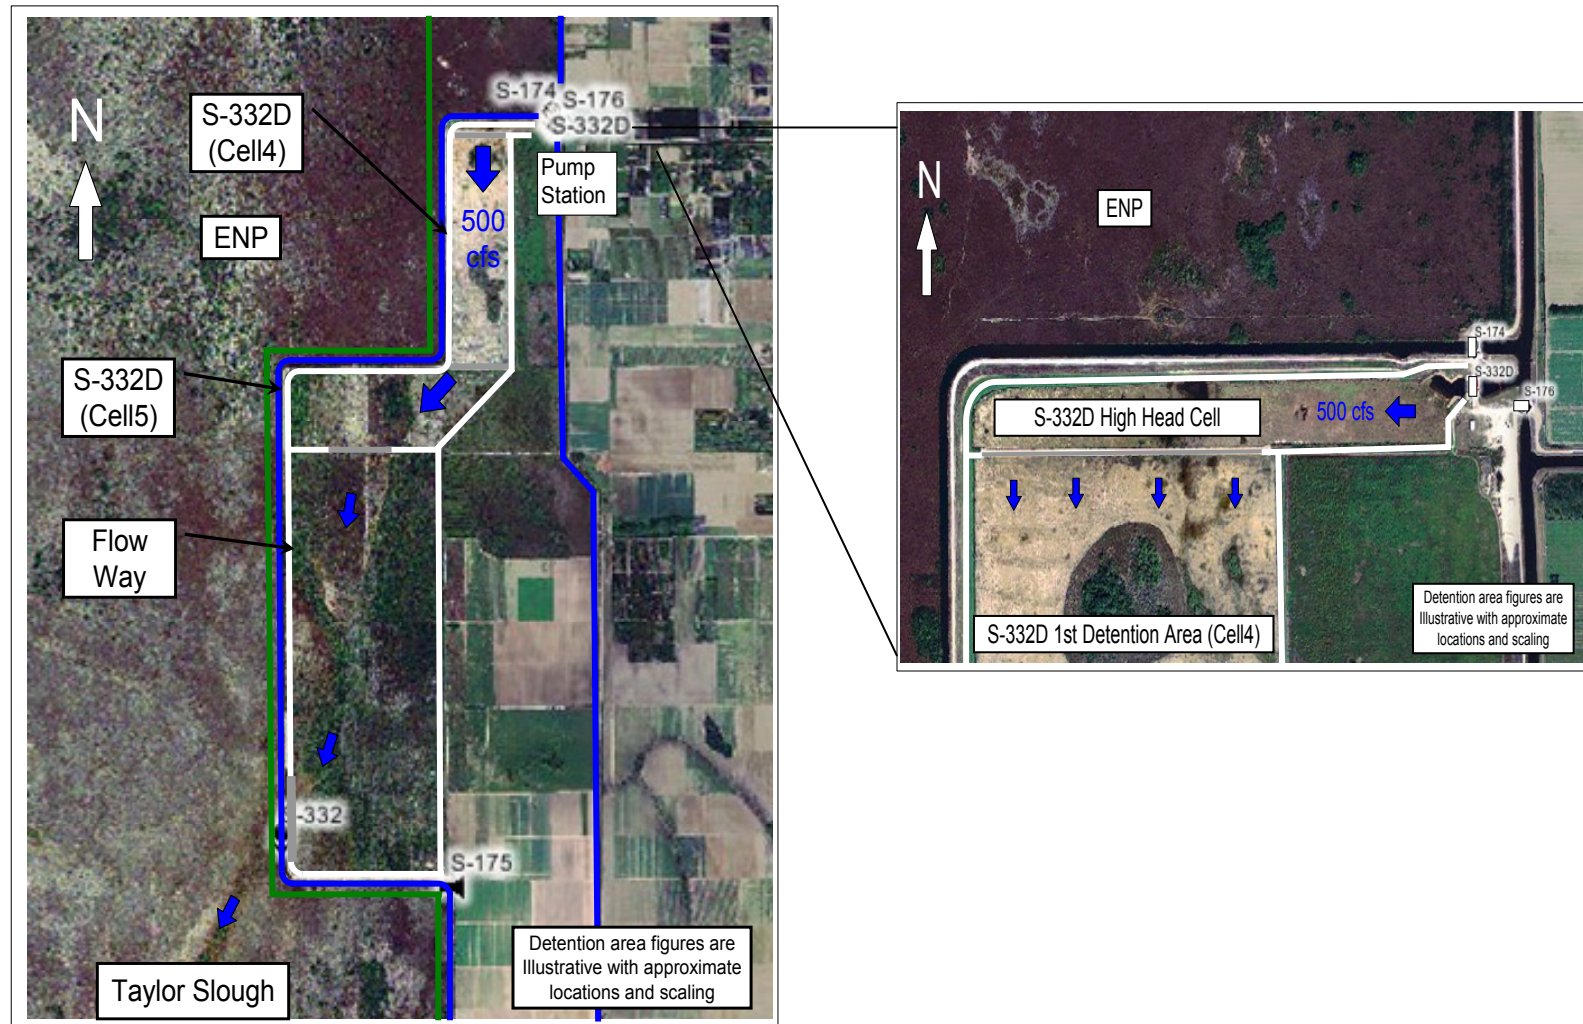 N
S-332D
(Cell4)
ENP
S-174
S-176
S-332D
Pump
Station
500
cfs
S-332D
(Cell5)
Flow
Way
S-332
S-175
Taylor Slough
Detention area figures are
Illustrative with approximate
locations and scaling
N
ENP
S-174
S-332D
S-176
S-332D High Head Cell
500 cfs
S-332D 1st Detention Area (Cell4)
Detention area figures are
Illustrative with approximate
locations and scaling